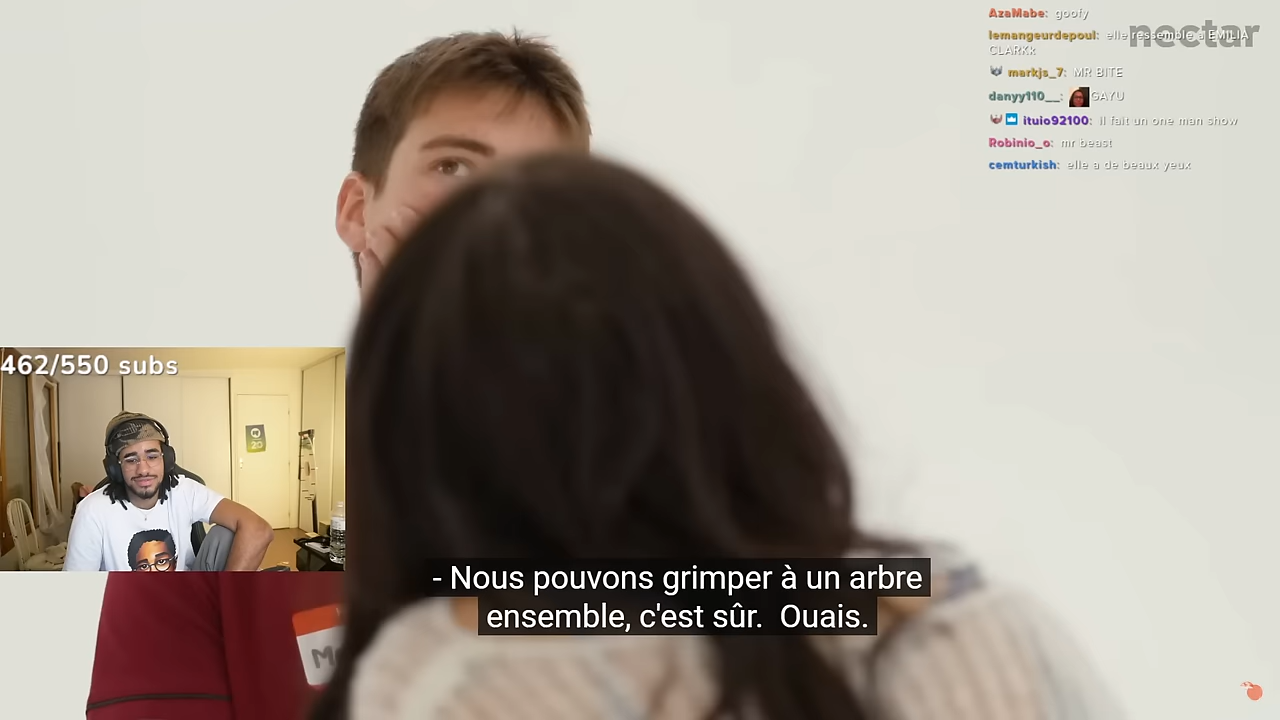 AzaMabe: goofy
nectar
lemangeurdepoul: elle ressemble à EMILIA
CLARKk
markjs_7: MR BITE
danyy110__: GAYU
ituio92100: il fait un one man show
Robinio_o: mr beast
cemturkish: elle a de beaux yeux
462/550 subs
20
- Nous pouvons grimper à un arbre
ensemble, c'est sûr.  Ouais.